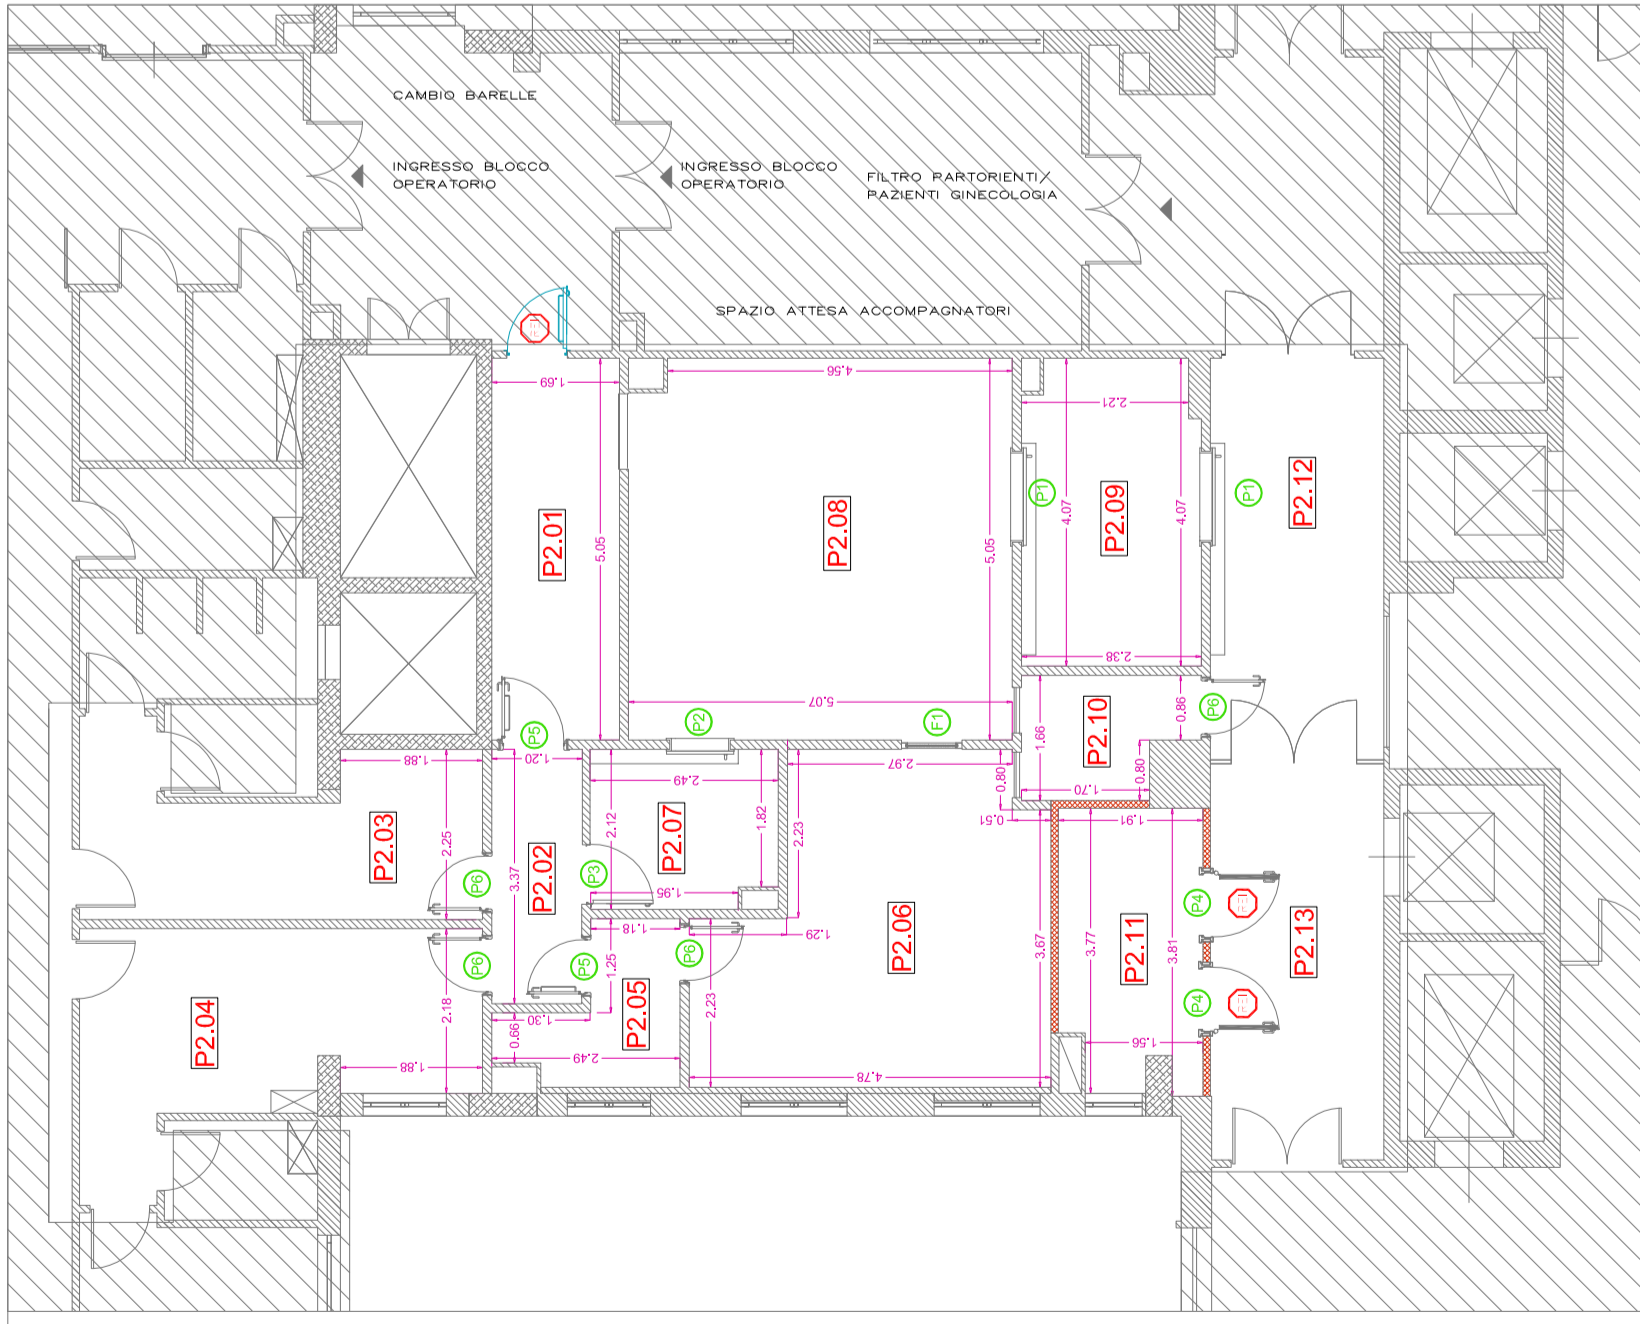 CAMBIO BARELLE
INGRESSO BLOCCO
OPERATORIO
INGRESSO BLOCCO
OPERATORIO
FILTRO PARTORIENTI/
PAZIENTI GINECOLOGIA
SPAZIO ATTESA ACCOMPAGNATORI
REI
1.69
4.56
2.21
P2.01
5.05
P2.08
5.05
P1
4.07
P2.09
4.07
P1
P2.12
2.38
5.07
P5
P2
F1
1.66
P2.10
0.86
P6
1.88
1.20
2.49
2.97
0.80
1.70
0.80
P2.03
2.25
P6
3.37
P2.02
2.12
P3
P2.07
1.82
1.95
2.23
0.51
1.91
P2.04
2.18
P6
P5
1.18
1.25
P6
1.29
P2.06
3.67
3.77
P2.11
3.81
P4
REI
P4
REI
P2.13
1.30
0.66
P2.05
2.23
2.49
1.88
4.78
1.56